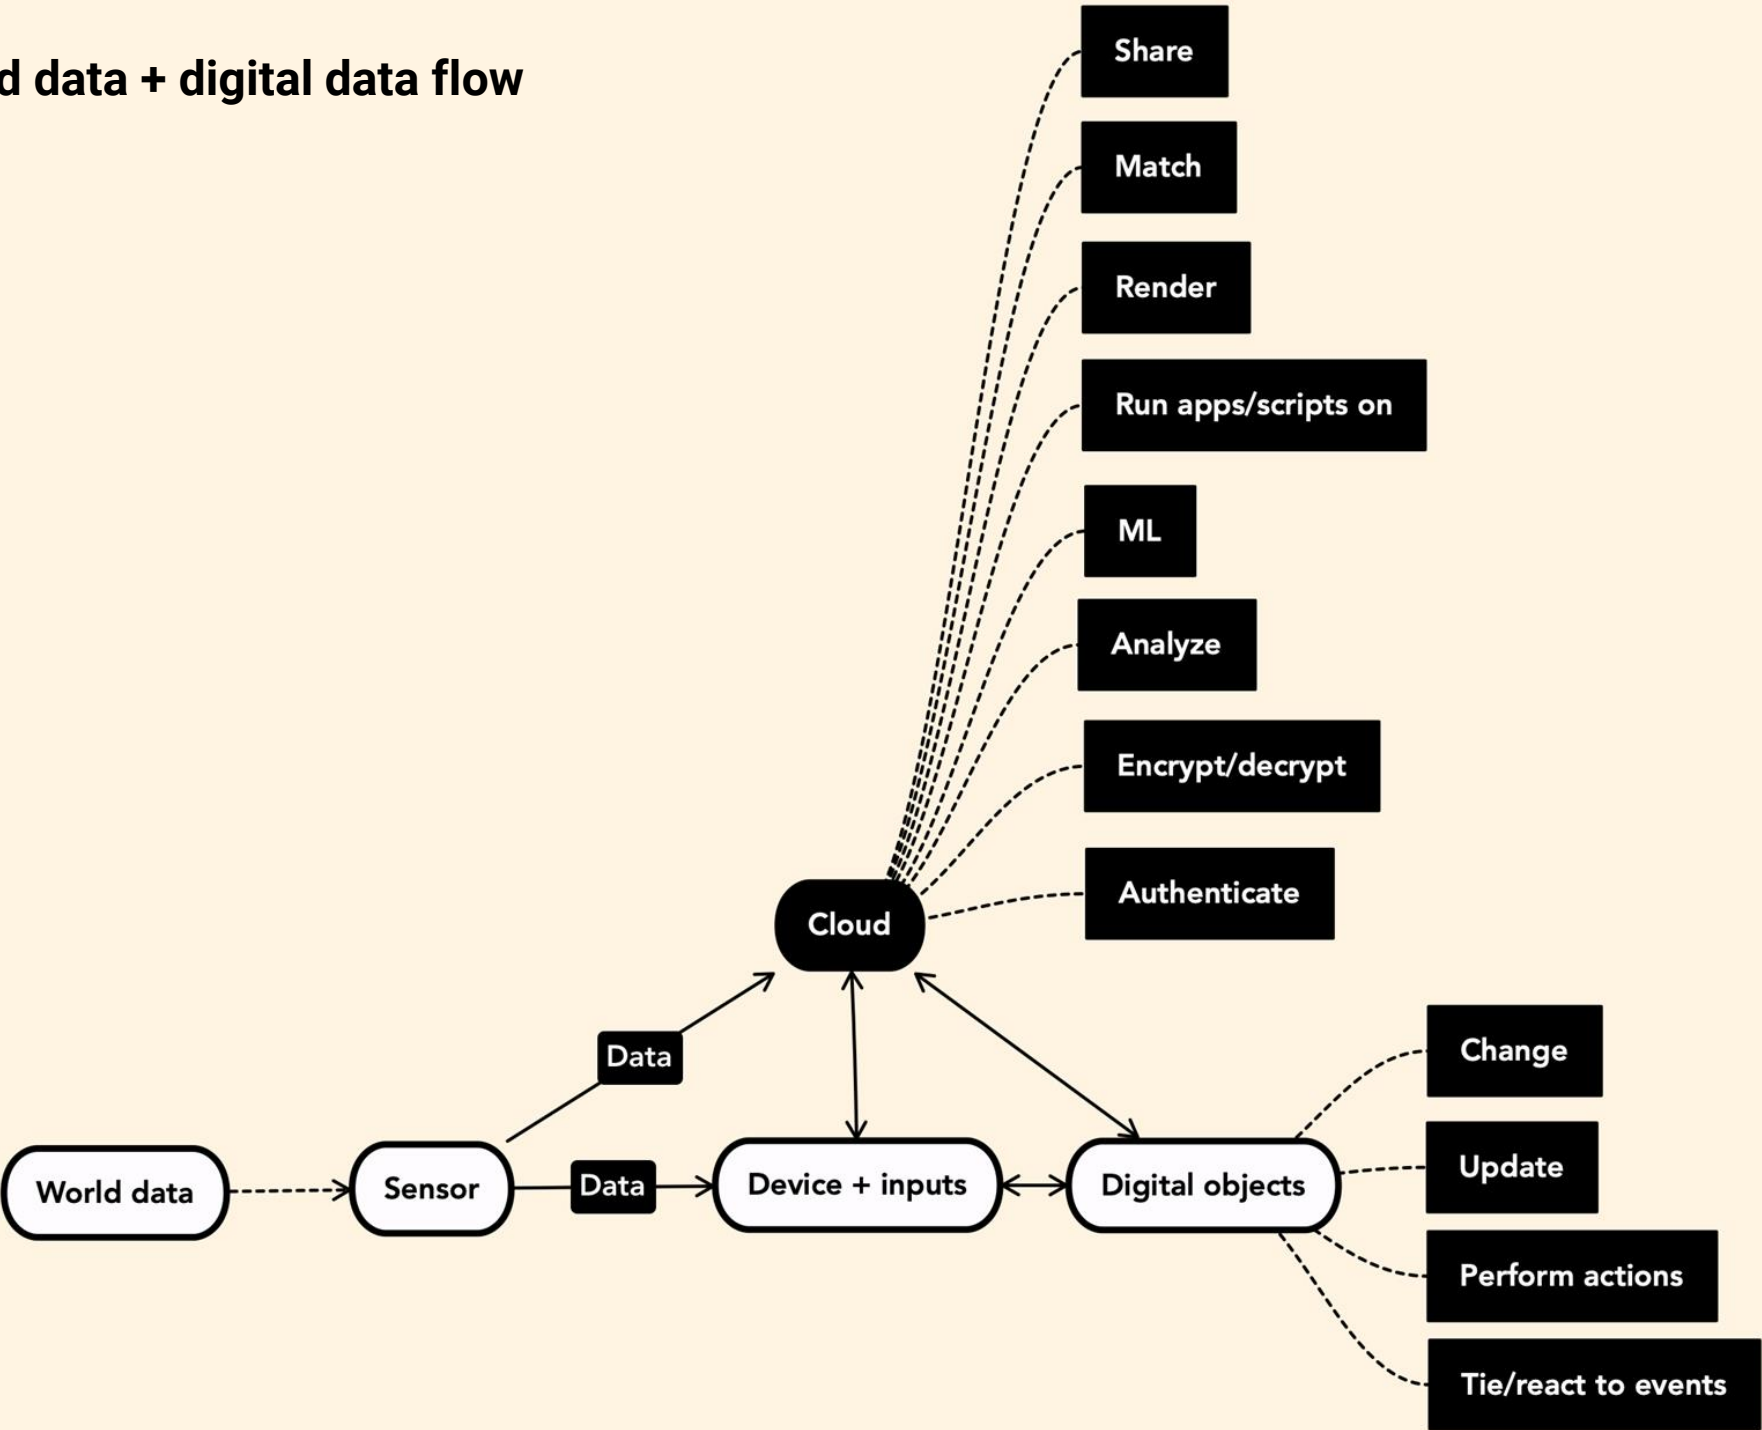 d data + digital data flow
Share
Match
Render
Run apps/scripts on
ML
Analyze
Encrypt/decrypt
Authenticate
Cloud
Data
Change
World data
Sensor
Data
Device + inputs
Digital objects
Update
Perform actions
Tie/react to events